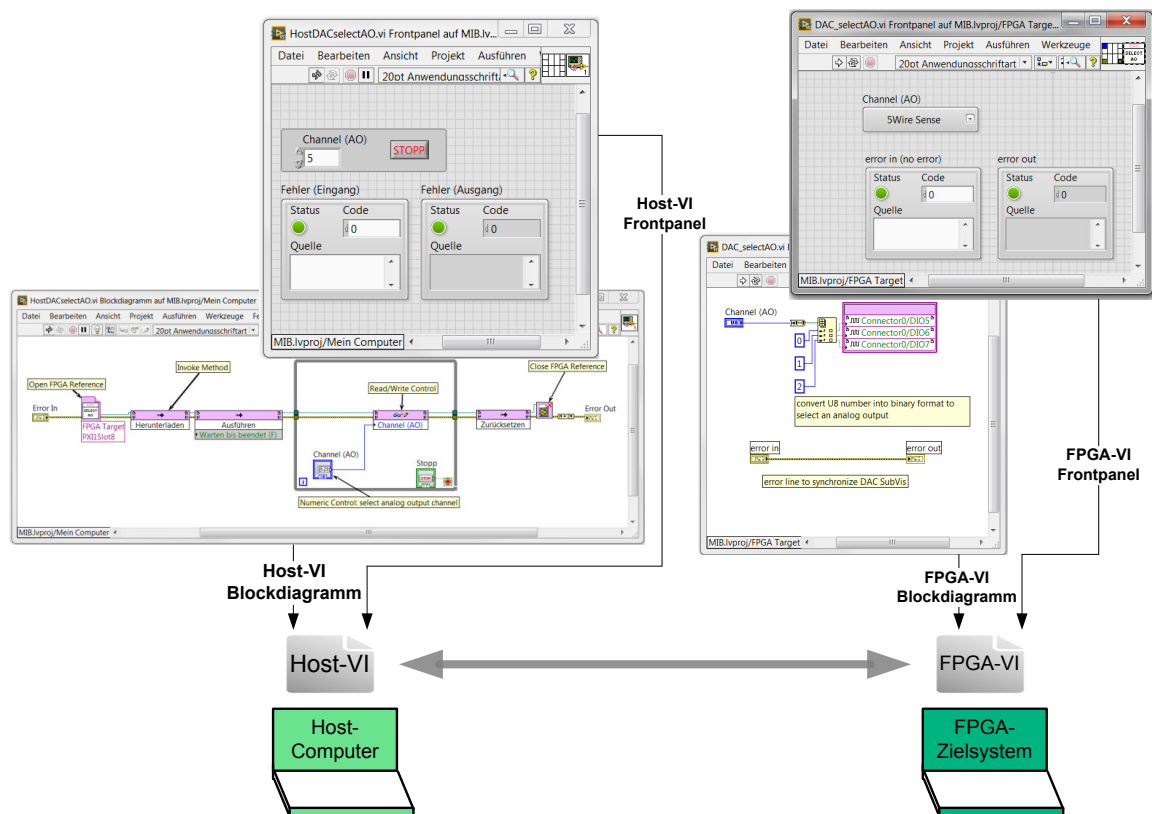 HostDACselectAO.vi Frontpanel auf MIB.lv...
Datei Bearbeiten Ansicht Projekt Ausführen
20pt Anwendungsschrift
Channel (AO)
5
STOPP
Fehler (Eingang)
Fehler (Ausgang)
Status Code
0
Quelle
Status Code
0
Quelle
MIB.lvproj/Mein Computer
DAC_selectAO.vi Frontpanel auf MIB.lvproj/FPGA Targe...
Datei Bearbeiten Ansicht Projekt Ausführen Werkzeuge
20pt Anwendungsschriftart
SELECT
AO
Channel (AO)
5Wire Sense
error in (no error)
error out
Status Code
0
Quelle
Status Code
0
Quelle
MIB.lvproj/FPGA Target
Host-VI
Frontpanel
HostDACselectAO.vi Blockdiagramm auf MIB.lvproj/Mein Computer
Datei Bearbeiten Ansicht Projekt Ausführen Werkzeuge Fe
20pt Anwendungsschriftart
Open FPGA Reference
Invoke Method
Read/Write Control
Close FPGA Reference
Error In
SELECT
AO
FPGA Target
PXI1Slot8
Herunterladen
Ausführen
Warten bis beendet (F)
Channel (AO)
Zurücksetzen
Error Out
Channel (AO)
Stopp
i
Numeric Control: select analog output channel
MIB.lvproj/Mein Computer
DAC_selectAO.vi
Datei Bearbeiten
Channel (AO)
Connector0/DIO5
Connector0/DIO6
Connector0/DIO7
0
1
2
convert U8 number into binary format to
select an analog output
error in
error out
error line to synchronize DAC SubVis
MIB.lvproj/FPGA Target
FPGA-VI
Frontpanel
Host-VI
Blockdiagramm
FPGA-VI
Blockdiagramm
Host-VI
FPGA-VI
Host-
Computer
FPGA-
Zielsystem